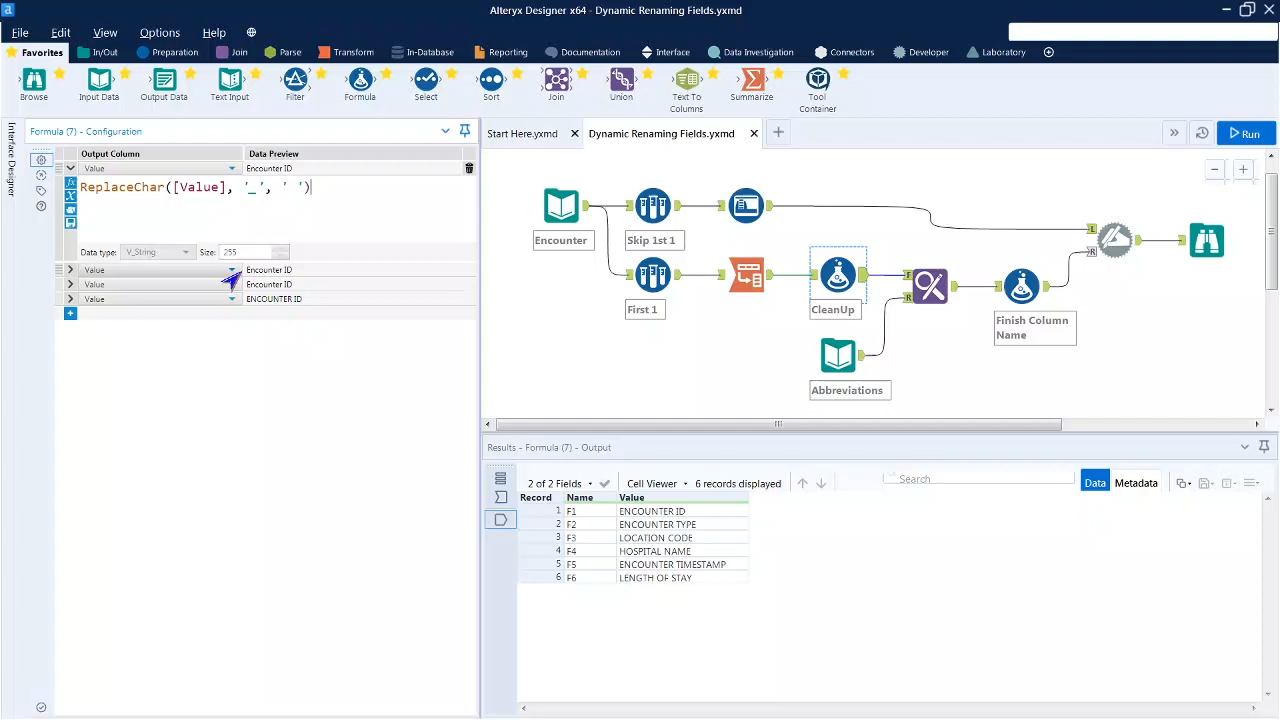 Alteryx Designer x64 - Dynamic Renaming Fields.yxmd
File Edit View Options Help
Favorites In/Out Preparation Join Parse Transform In-Database Reporting Documentation Interface Data Investigation Connectors Developer Laboratory
Browse Input Data Output Data Text Input Filter Formula Select Sort Join Union Text To Columns Summarize Tool Container
Interface Designer
Formula (7) - Configuration
Output Column Data Preview
Value Encounter ID
ReplaceChar([Value], '_', ' ')
Data type: V_String Size: 255
Value Encounter ID
Value Encounter ID
Value ENCOUNTER ID
Start Here.yxmd Dynamic Renaming Fields.yxmd
Run
Encounter
Skip 1st 1
First 1
CleanUp
Abbreviations
Finish Column
Name
L
R
F
R
Results - Formula (7) - Output
2 of 2 Fields Cell Viewer 6 records displayed Search Data Metadata
Record Name Value
1 F1 ENCOUNTER ID
2 F2 ENCOUNTER TYPE
3 F3 LOCATION CODE
4 F4 HOSPITAL NAME
5 F5 ENCOUNTER TIMESTAMP
6 F6 LENGTH OF STAY